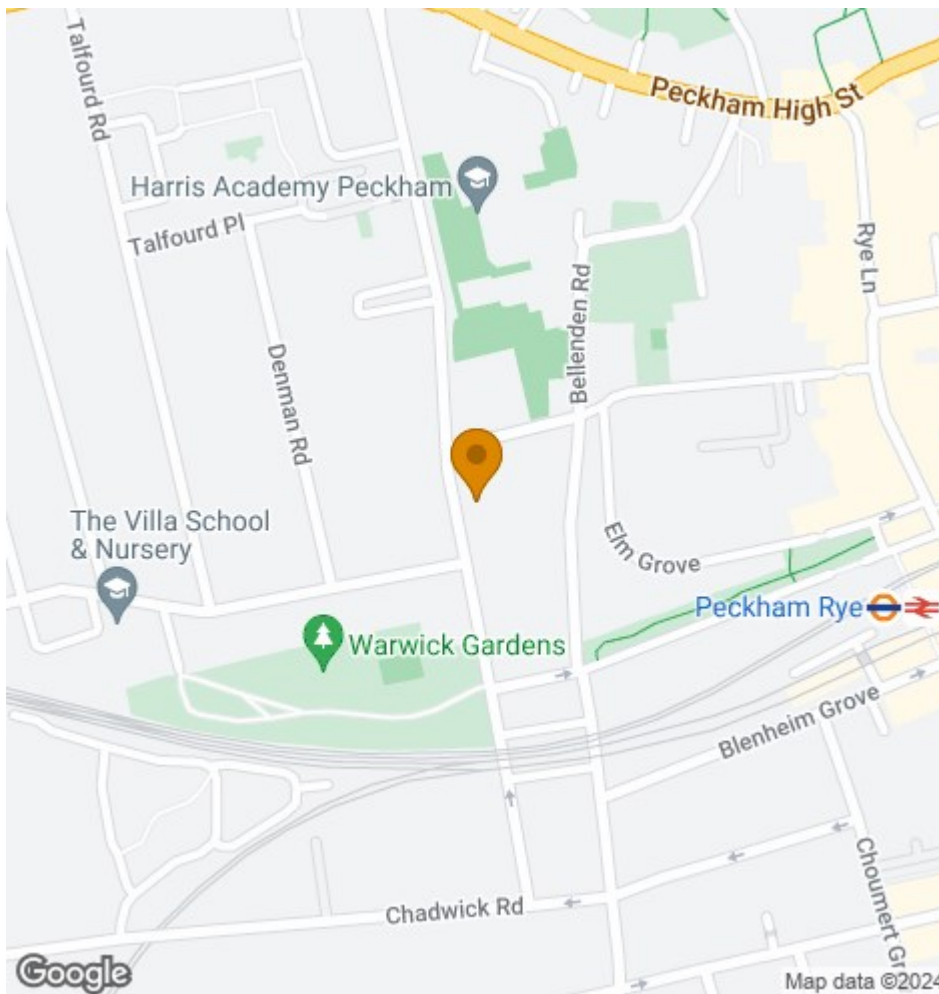 Talfourd Rd
Peckham High St
Harris Academy Peckham
Talfourd Pl
Rye Ln
Bellenden Rd
Denman Rd
The Villa School
& Nursery
Elm Grove
Peckham Rye
Warwick Gardens
Blenheim Grove
Choumert Gr
Chadwick Rd
Google
Map data ©2024